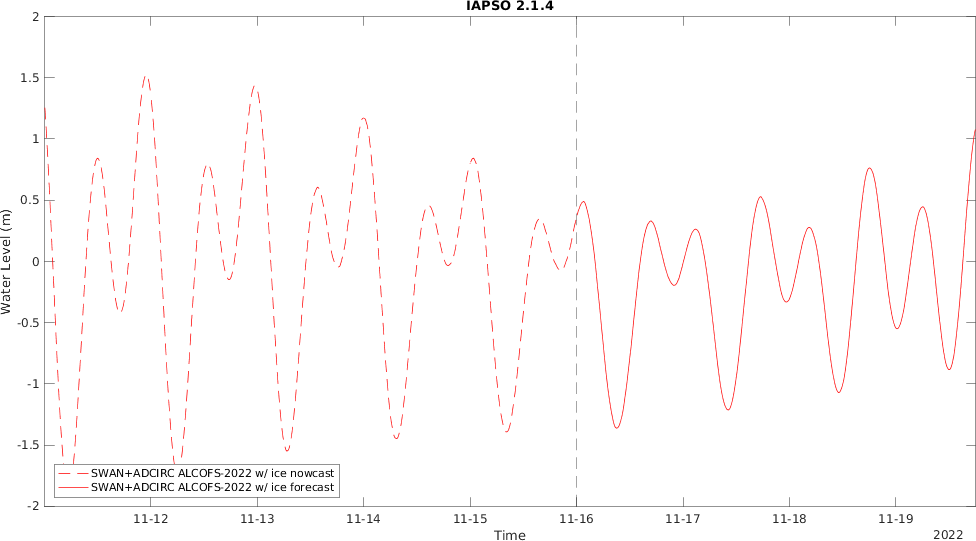 IAPSO 2.1.4
Water Level (m)
2
1.5
1
0.5
0
-0.5
-1
-1.5
-2
SWAN+ADCIRC ALCOFS-2022 w/ ice nowcast
SWAN+ADCIRC ALCOFS-2022 w/ ice forecast
11-12 11-13 11-14 11-15 11-16 11-17 11-18 11-19
Time
2022